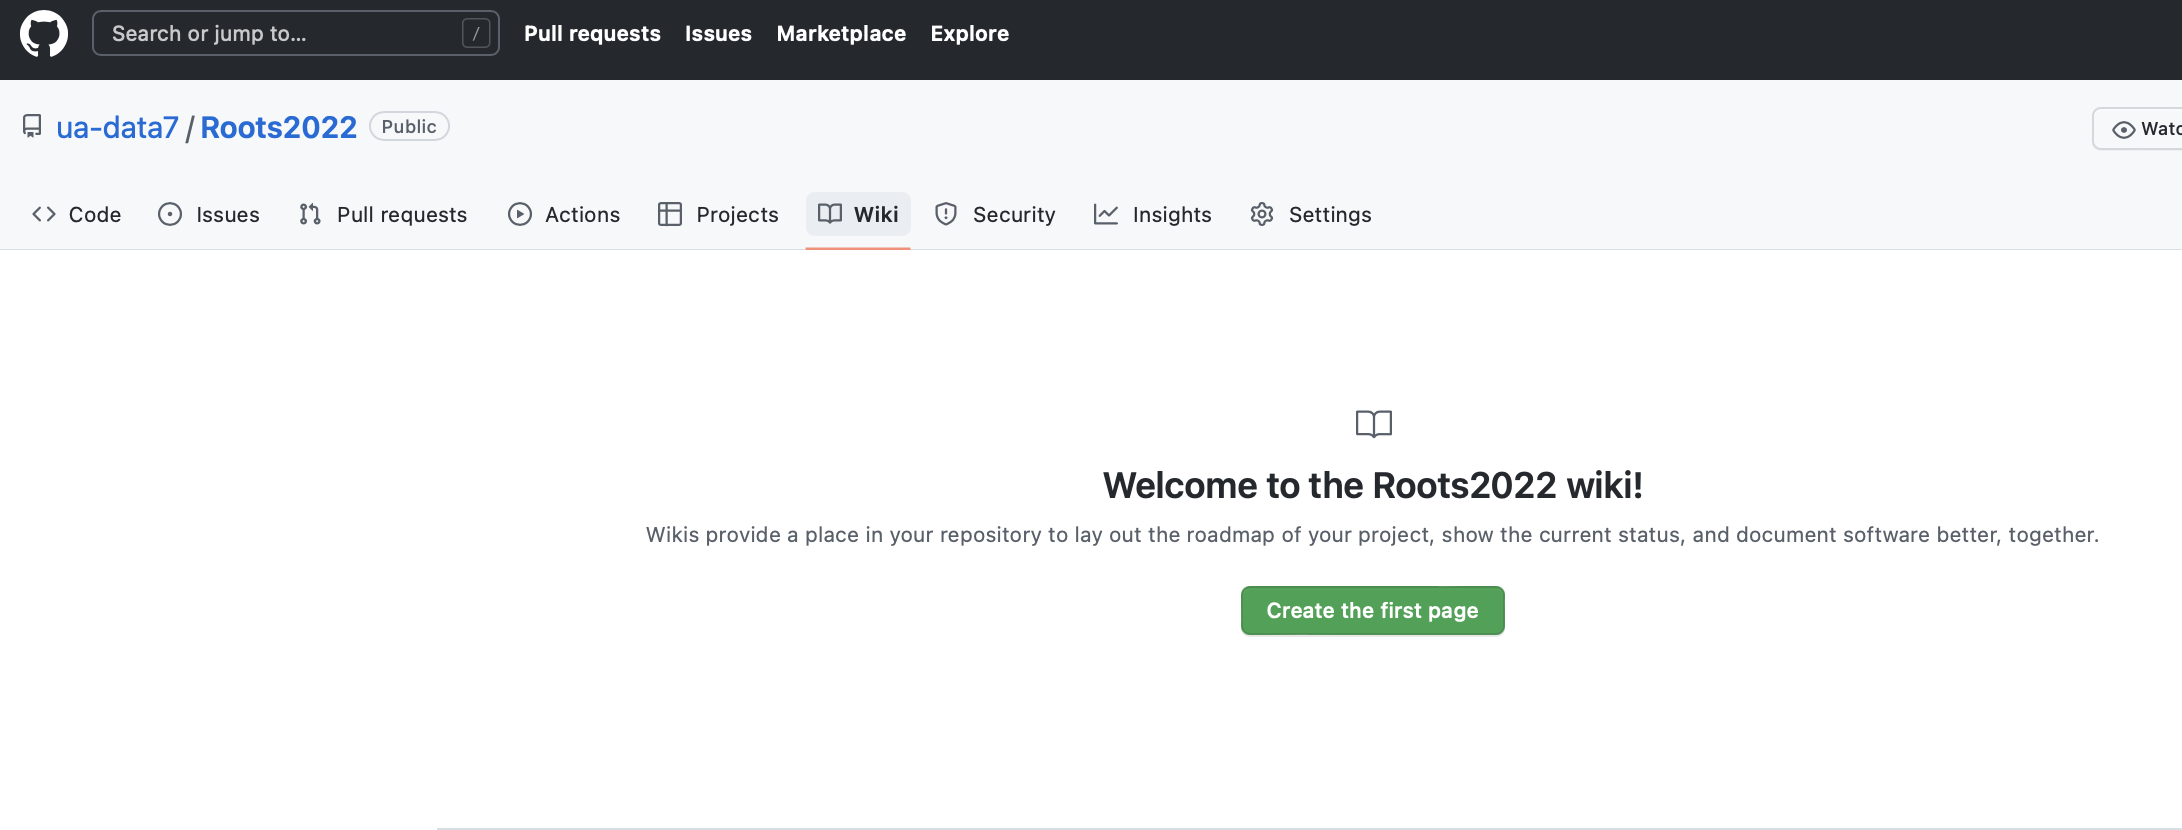 Search or jump to... / Pull requests Issues Marketplace Explore
ua-data7 / Roots2022 Public
Watc
Code Issues Pull requests Actions Projects Wiki Security Insights Settings
Welcome to the Roots2022 wiki!
Wikis provide a place in your repository to lay out the roadmap of your project, show the current status, and document software better, together.
Create the first page